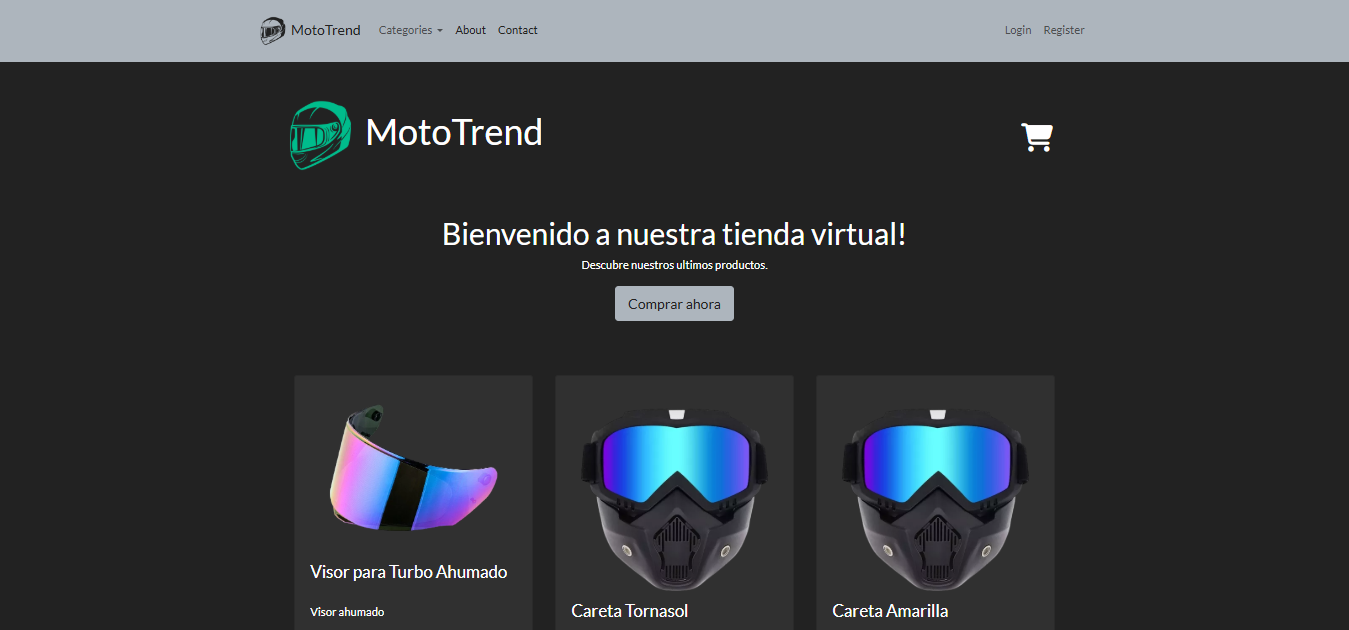 MotoTrend Categories About Contact Login Register
MotoTrend
Bienvenido a nuestra tienda virtual!
Descubre nuestros ultimos productos.
Comprar ahora
Visor para Turbo Ahumado
Visor ahumado
Careta Tornasol
Careta Amarilla